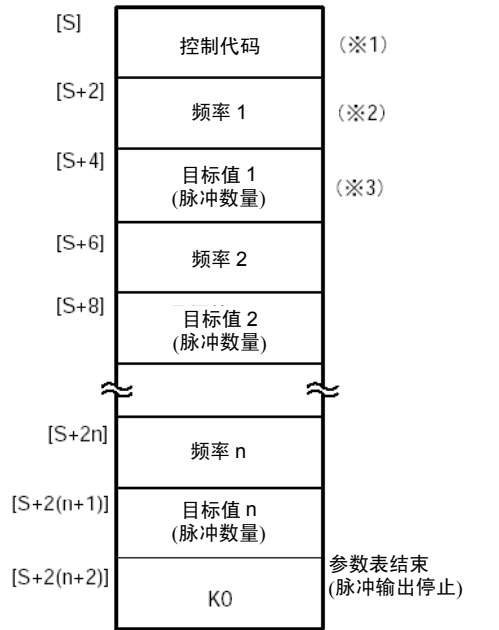 [S]
控制代码
(※1)
[S+2]
频率 1
(※2)
[S+4]
目标值 1
(脉冲数量)
(※3)
[S+6]
频率 2
[S+8]
目标值 2
(脉冲数量)
[S+2n]
频率 n
[S+2(n+1)]
目标值 n
(脉冲数量)
[S+2(n+2)]
K0
参数表结束
(脉冲输出停止)